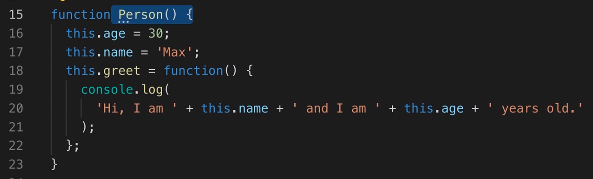 15 function Person() {
16 this.age = 30;
17 this.name = 'Max';
18 this.greet = function() {
19 console.log(
20 'Hi, I am ' + this.name + ' and I am ' + this.age + ' years old.'
21 );
22 };
23 }